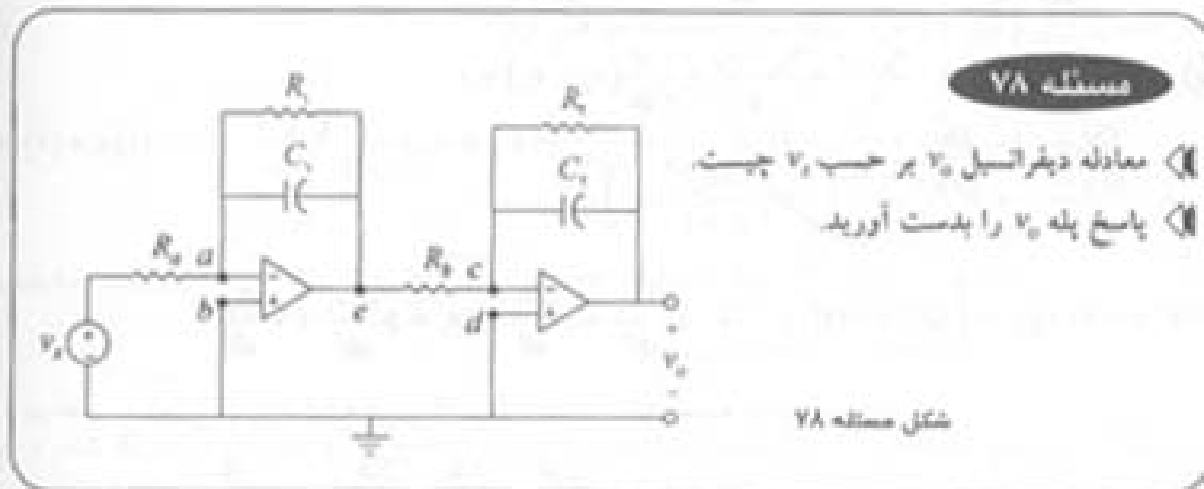 مسئله ۷۸
معادله دیفرانسیل v₀ بر حسب vₛ چیست.
پاسخ پله v₀ را بدست آورید.
R₁
C₁
R₂
C₂
Rₐ
a
b
e
R_b
c
d
vₛ
+
-
-
+
-
+
+
v₀
-
شکل مسئله ۷۸